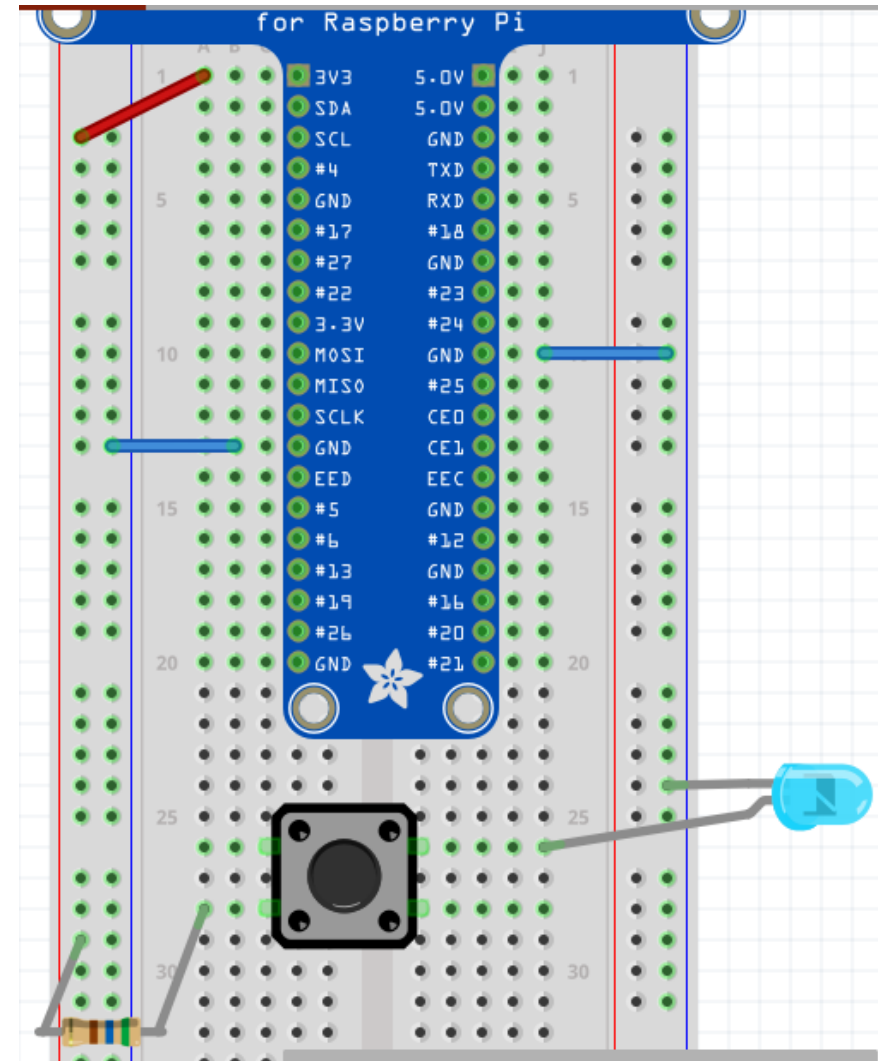 for Raspberry Pi
A B
1 3V3 5.0V 1
SDA 5.0V
SCL GND
#4 TXD
5 GND RXD 5
#17 #18
#27 GND
#22 #23
3.3V #24
10 MOSI GND
MISO #25
SCLK CE0
GND CE1
EED EEC
15 #5 GND 15
#6 #12
#13 GND
#19 #16
#26 #20
20 GND #21 20
25 25
30 30